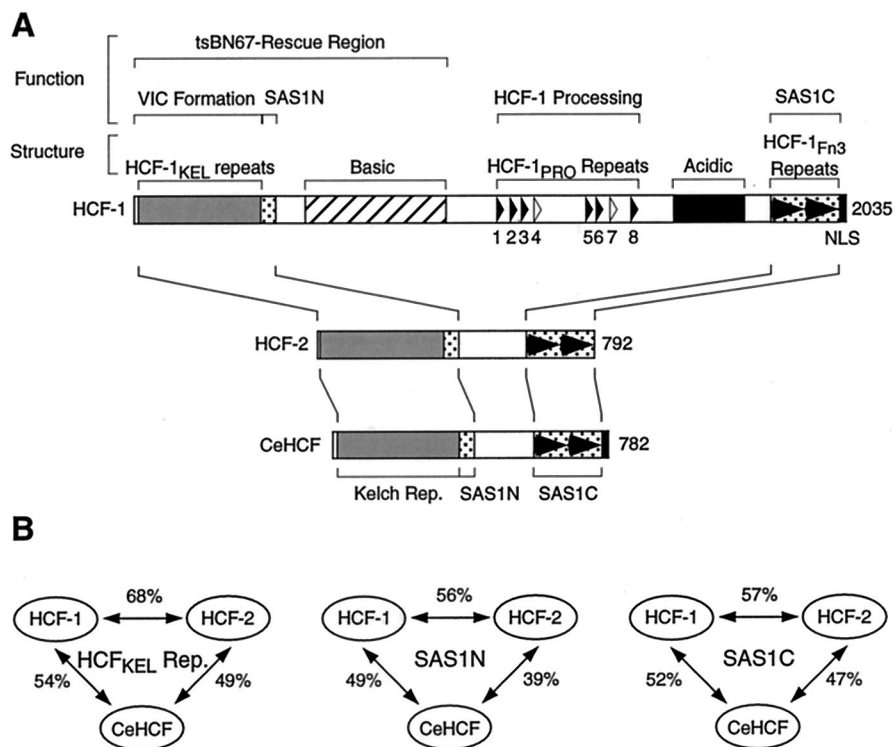 A
tsBN67-Rescue Region
Function
VIC Formation SAS1N HCF-1 Processing SAS1C
Structure
HCF-1KEL repeats Basic HCF-1PRO Repeats Acidic HCF-1Fn3 Repeats
HCF-1 2035
1 2 3 4 5 6 7 8 NLS
HCF-2 792
CeHCF 782
Kelch Rep. SAS1N SAS1C
B
68% 56% 57%
HCF-1 HCF-2 HCF-1 HCF-2 HCF-1 HCF-2
HCFKEL Rep. SAS1N SAS1C
54% 49% 49% 39% 52% 47%
CeHCF CeHCF CeHCF